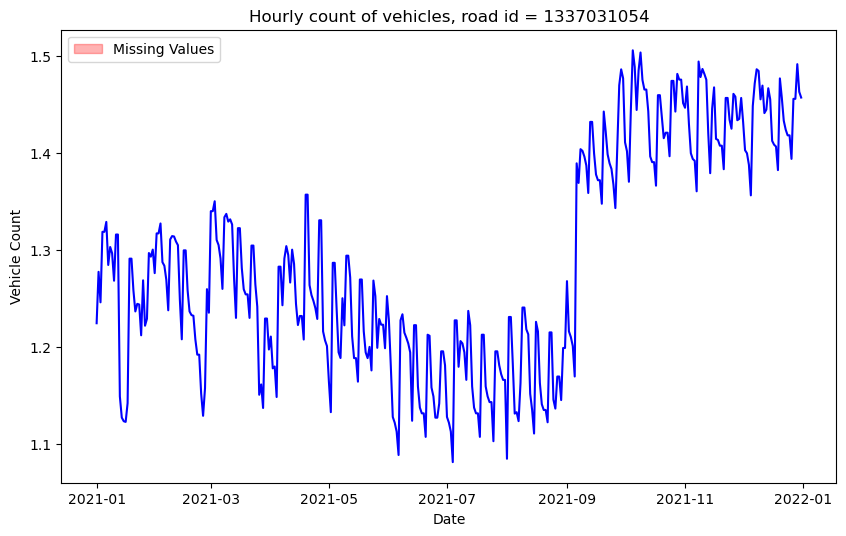 Hourly count of vehicles, road id = 1337031054
Missing Values
Vehicle Count
1.5
1.4
1.3
1.2
1.1
2021-01 2021-03 2021-05 2021-07 2021-09 2021-11 2022-01
Date